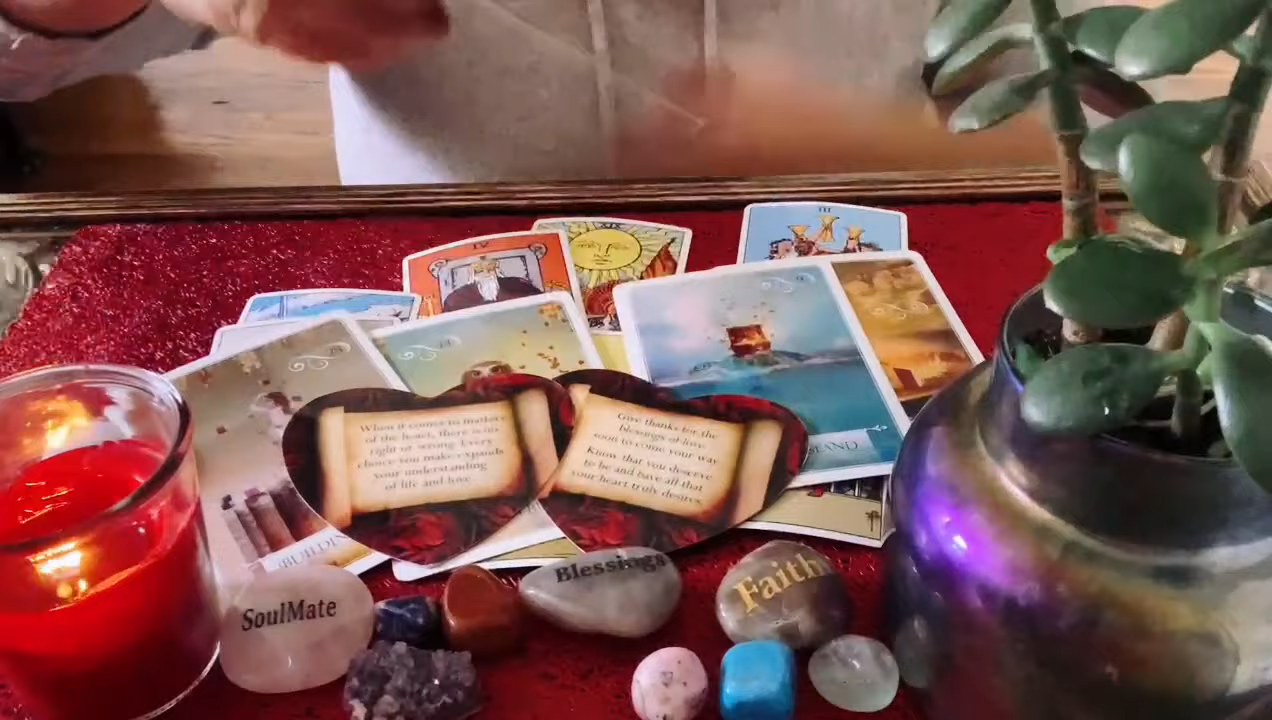 IV
XIX
III
When it comes to matters
of the heart, there is no
right or wrong. Every
choice you make expands
your understanding
of life and love
Give thanks for the
blessings of love
soon to come your way
Know that you deserve
to be and have all that
your heart truly desires.
SoulMate
Blessings
Faith